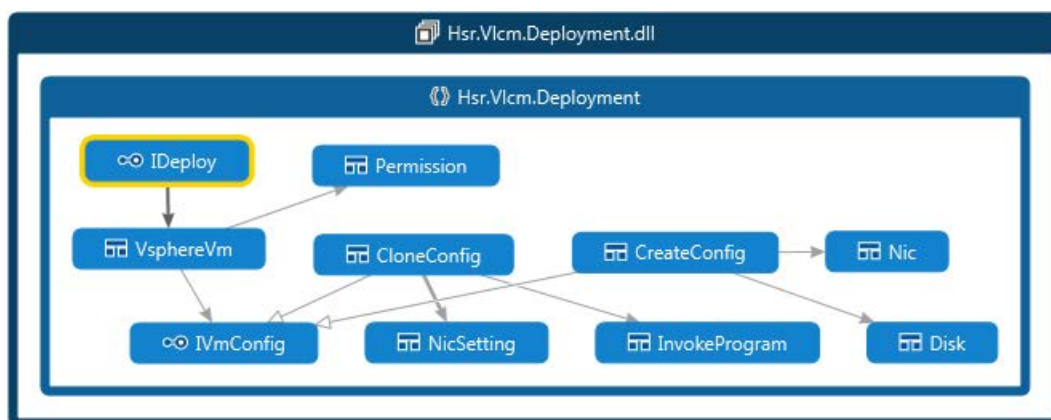 Hsr.Vlcm.Deployment.dll
Hsr.Vlcm.Deployment
IDeploy
Permission
VsphereVm
CloneConfig
CreateConfig
Nic
IVmConfig
NicSetting
InvokeProgram
Disk